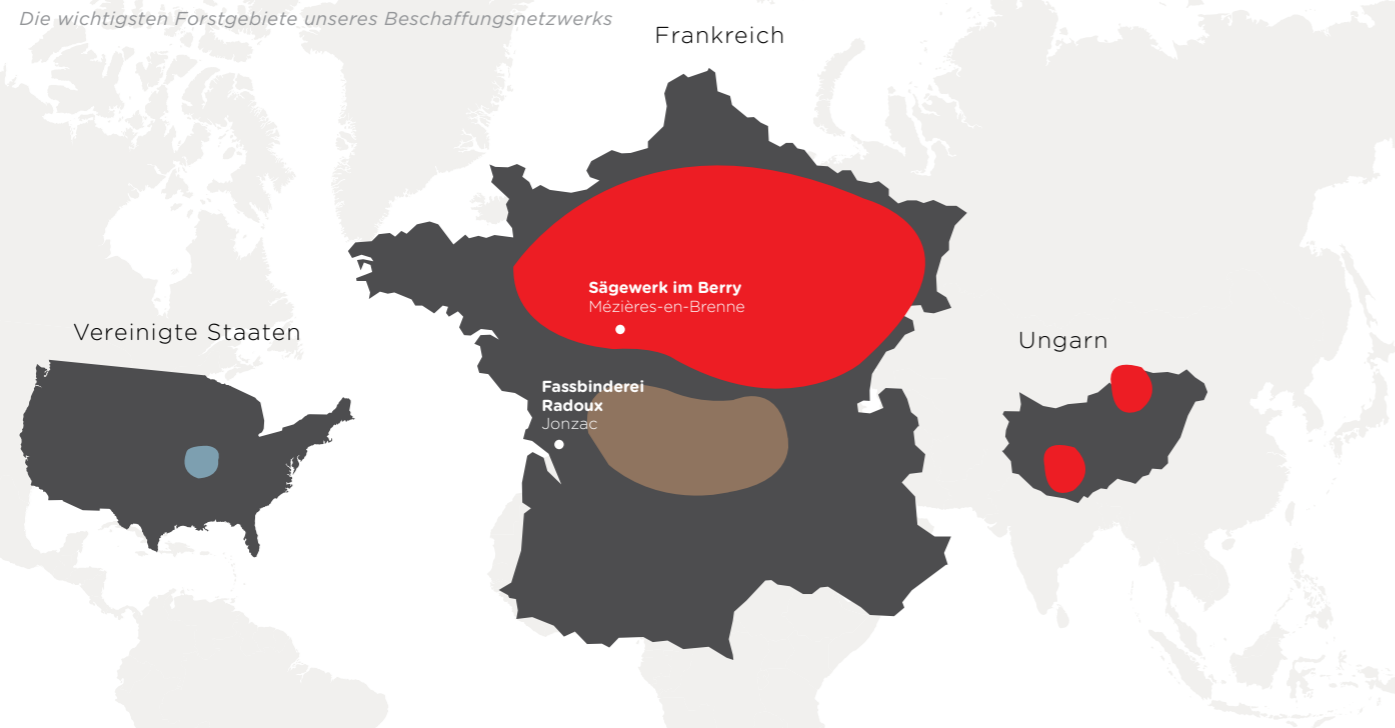 Die wichtigsten Forstgebiete unseres Beschaffungsnetzwerks
Frankreich
Sägewerk im Berry
Mézières-en-Brenne
Vereinigte Staaten
Ungarn
Fassbinderei
Radoux
Jonzac